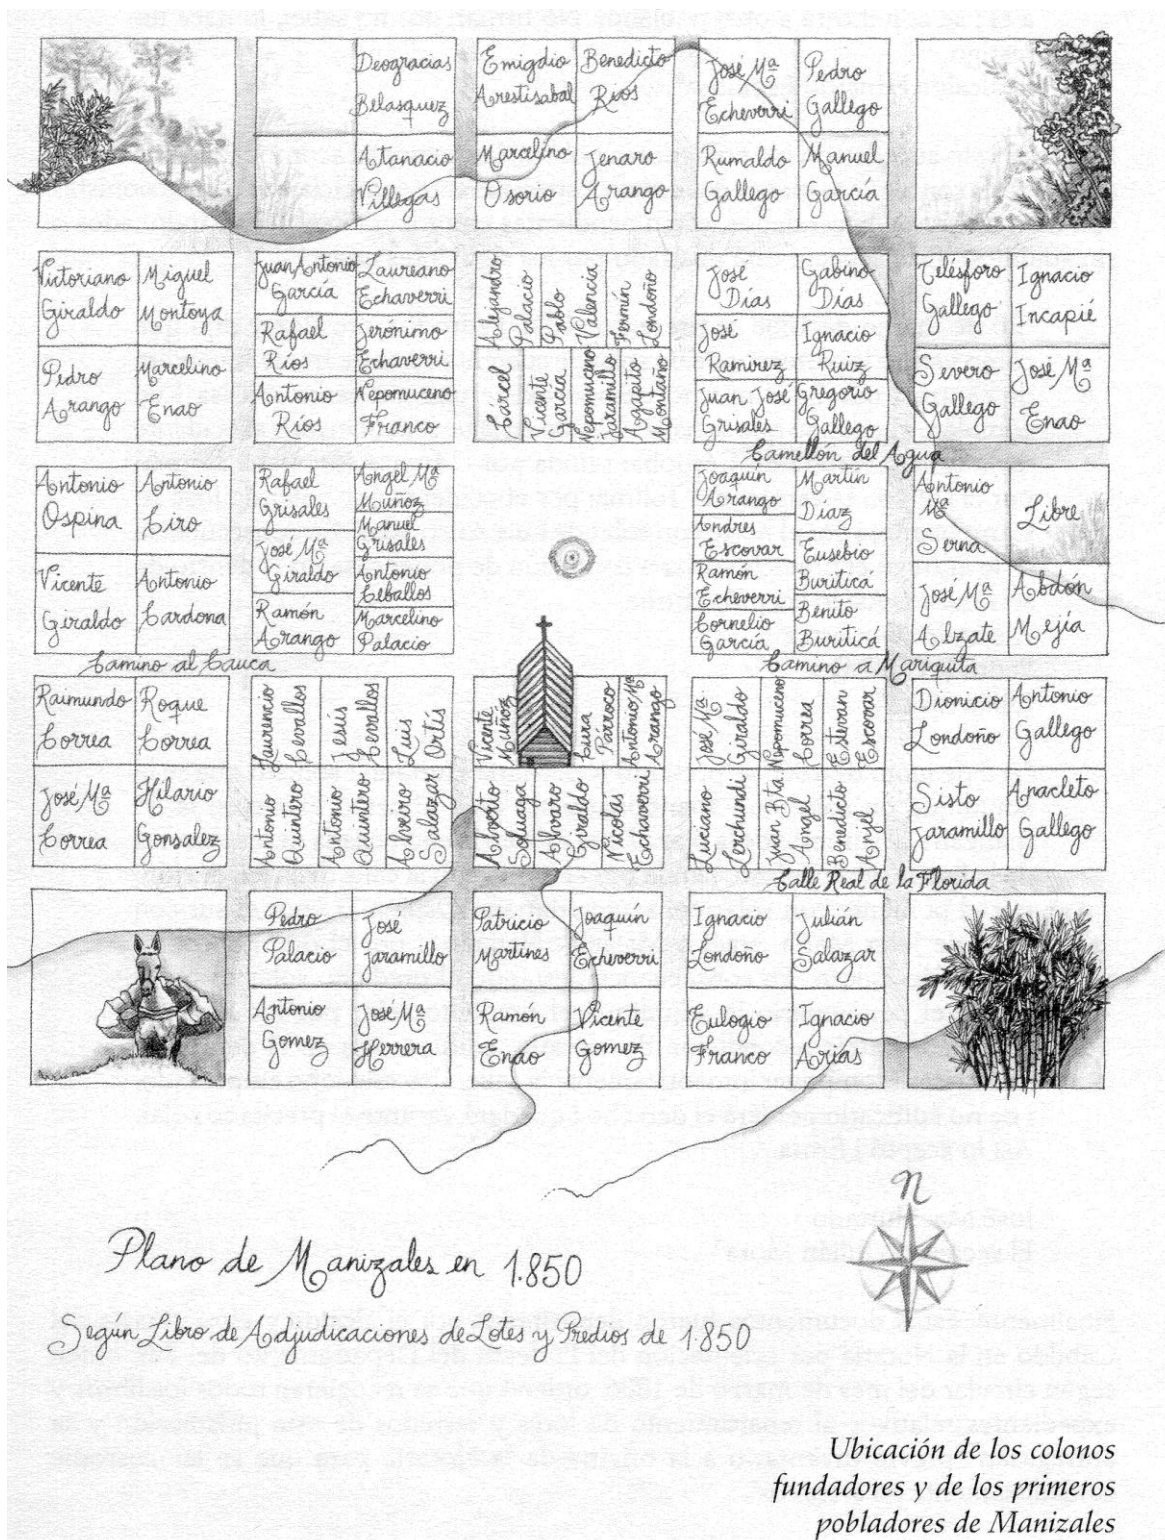 Deogracias
Belasquez
Emigdio
Arestisabal
Benedicto
Ríos
José Mª
Echeverri
Pedro
Gallego
Atanacio
Villegas
Marcelino
Osorio
Jenaro
Arango
Rumaldo
Gallego
Manuel
García
Victoriano
Giraldo
Miguel
Montoya
Pedro
Arango
Marcelino
Enao
Juan Antonio
García
Laureano
Echaverri
Rafael
Ríos
Jerónimo
Echaverri
Antonio
Ríos
Nepomuceno
Franco
Alejandro
Palacio
Pablo
Valencia
Fermín
Londoño
Cárcel
Vicente
García
Nepomuceno
Jaramillo
Agapito
Montaño
José
Días
Gabino
Días
José
Ramirez
Ignacio
Ruiz
Juan José
Grisales
Gregorio
Gallego
Telésforo
Gallego
Ignacio
Incapié
Severo
Gallego
José Mª
Enao
Camellón del Agua
Antonio
Ospina
Antonio
Ciro
Vicente
Giraldo
Antonio
Cardona
Rafael
Grisales
Angel Mª
Muñoz
Manuel
Grisales
José Mª
Giraldo
Antonio
Ceballos
Ramón
Arango
Marcelino
Palacio
Joaquín
Arango
Martín
Díaz
Andres
Escovar
Eusebio
Buriticá
Ramón
Echeverri
Cornelio
García
Benito
Buriticá
Antonio
Mª
Serna
Libre
José Mª
Alzate
Abdón
Mejía
Camino al Cauca
Camino a Mariquita
Raimundo
Correa
Roque
Correa
José Mª
Correa
Hilario
Gonsalez
Laurencio
Cevallos
Jesús
Cevallos
Luis
Ortís
Antonio
Quintero
Antonio
Quintero
Alveiro
Salazar
Vicente
Muñoz
Cura
Párroco
Antonio Mª
Arango
Alverto
Soluaga
Alvaro
Giraldo
Nicolás
Echaverri
José Mª
Giraldo
Nepomuceno
Correa
Estevan
Escovar
Luciano
Lerchundi
Juan Bta
Angel
Benedicto
Anjel
Dionicio
Londoño
Antonio
Gallego
Sisto
Jaramillo
Anacleto
Gallego
Calle Real de la Florida
Pedro
Palacio
José
Jaramillo
Antonio
Gomez
José Mª
Herrera
Patricio
Martines
Joaquín
Echeverri
Ramón
Enao
Vicente
Gomez
Ignacio
Londoño
Julián
Salazar
Eulogio
Franco
Ignacio
Arias
n
Plano de Manizales en 1.850
Según Libro de Adjudicaciones de Lotes y Predios de 1.850
Ubicación de los colonos
fundadores y de los primeros
pobladores de Manizales